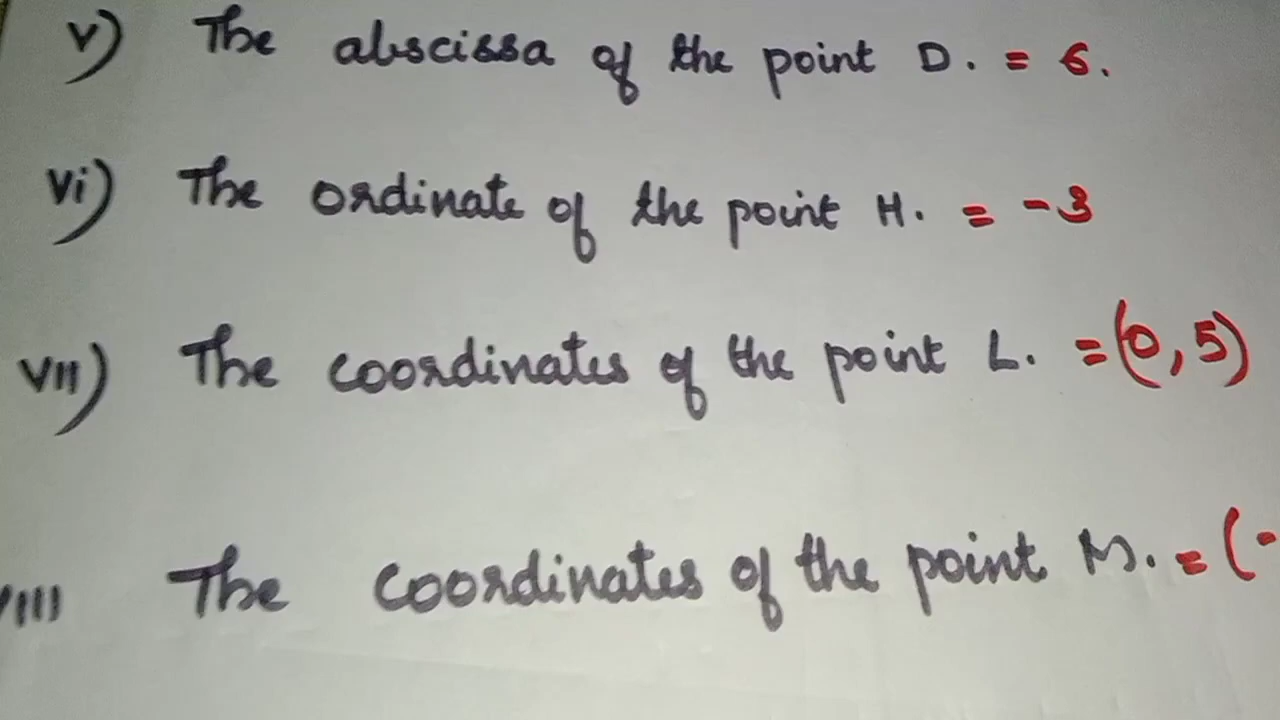 v) The abscissa of the point D. = 6.
vi) The ordinate of the point H. = -3
VII) The coordinates of the point L. = (0, 5)
VIII The coordinates of the point M. = (-